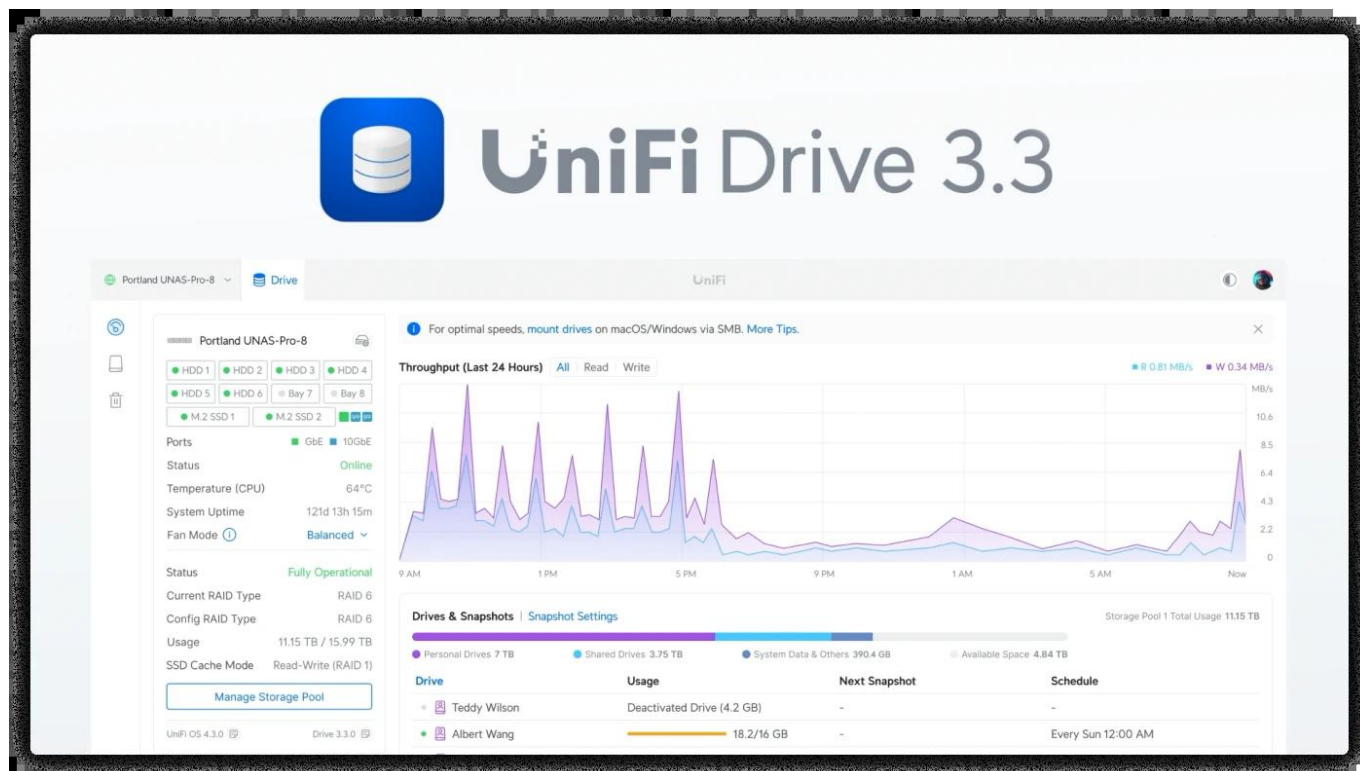 UniFi Drive 3.3
Portland UNAS-Pro-8
Drive
UniFi
Portland UNAS-Pro-8
HDD 1 HDD 2 HDD 3 HDD 4
HDD 5 HDD 6 Bay 7 Bay 8
M.2 SSD 1 M.2 SSD 2
Ports GbE 10GbE
Status Online
Temperature (CPU) 64°C
System Uptime 121d 13h 15m
Fan Mode Balanced
Status Fully Operational
Current RAID Type RAID 6
Config RAID Type RAID 6
Usage 11.15 TB / 15.99 TB
SSD Cache Mode Read-Write (RAID 1)
Manage Storage Pool
UniFi OS 4.3.0 Drive 3.3.0
For optimal speeds, mount drives on macOS/Windows via SMB. More Tips.
Throughput (Last 24 Hours) All Read Write R 0.81 MB/s W 0.34 MB/s
MB/s
10.6
8.5
6.4
4.3
2.2
0
9 AM 1 PM 5 PM 9 PM 1 AM 5 AM Now
Drives & Snapshots | Snapshot Settings Storage Pool 1 Total Usage 11.15 TB
Personal Drives 7 TB Shared Drives 3.75 TB System Data & Others 390.4 GB Available Space 4.84 TB
Drive Usage Next Snapshot Schedule
Teddy Wilson Deactivated Drive (4.2 GB) - -
Albert Wang 18.2/16 GB - Every Sun 12:00 AM